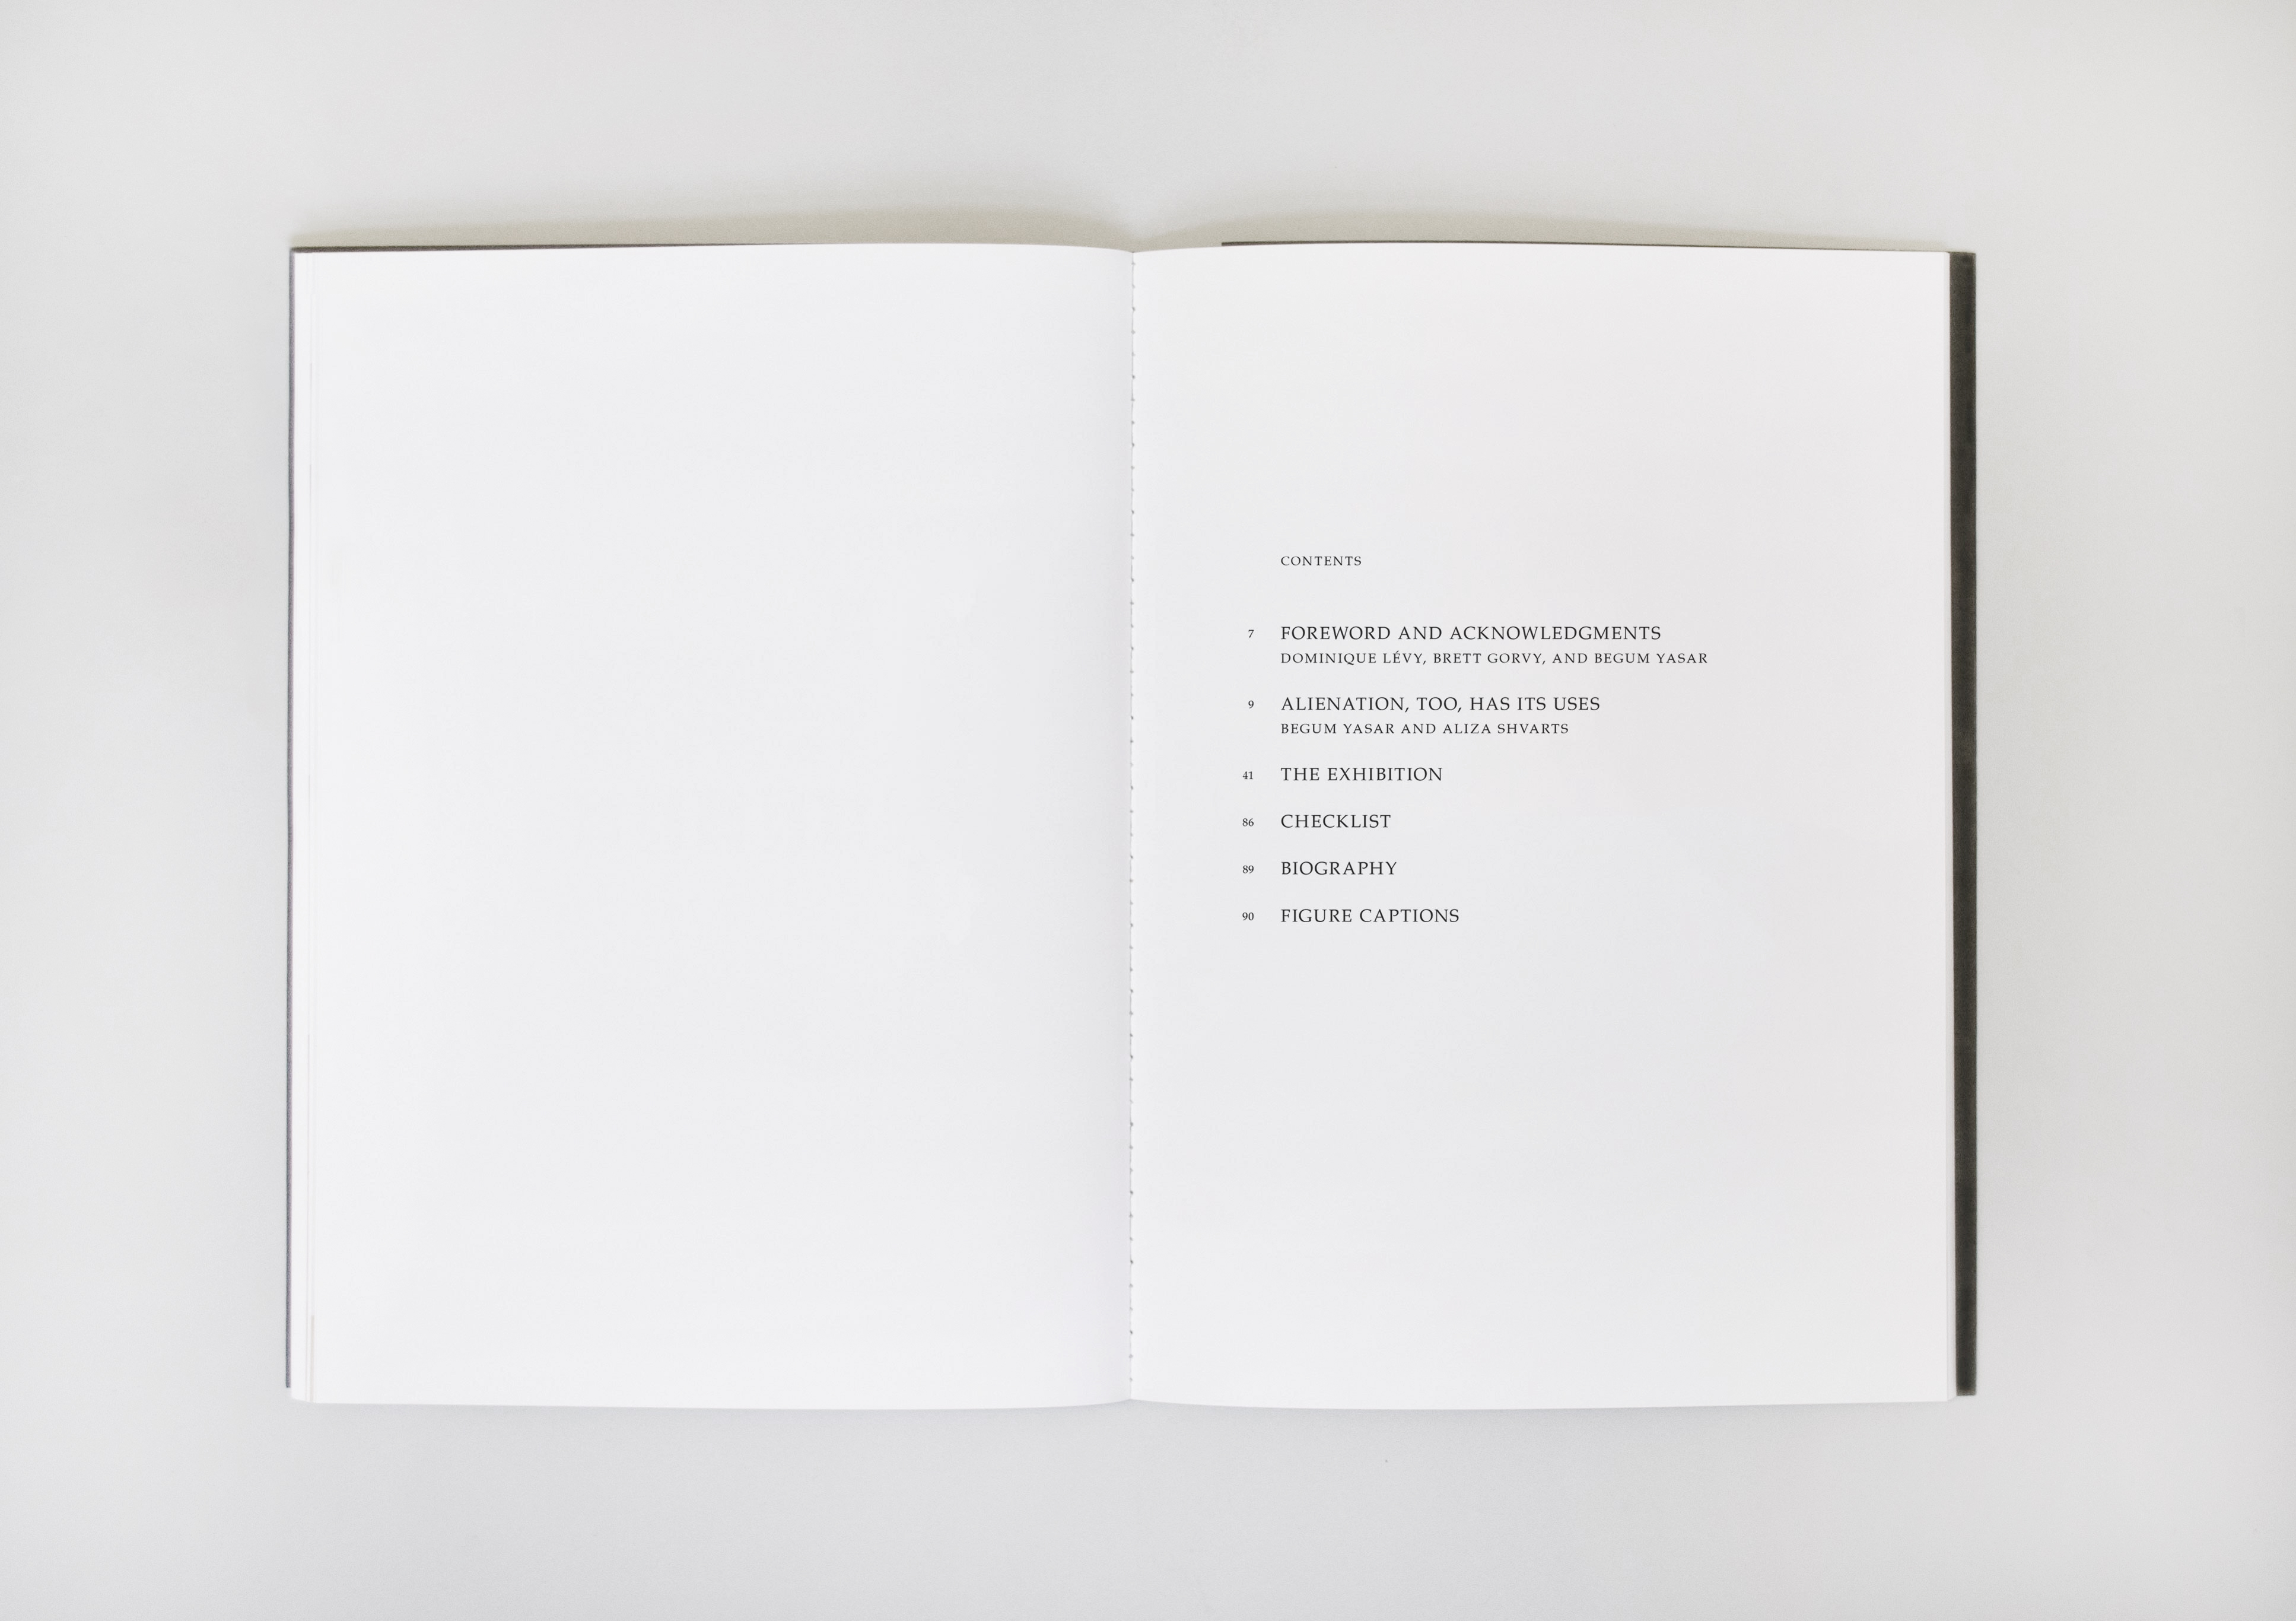 CONTENTS
7 FOREWORD AND ACKNOWLEDGMENTS
DOMINIQUE LÉVY, BRETT GORVY, AND BEGUM YASAR
9 ALIENATION, TOO, HAS ITS USES
BEGUM YASAR AND ALIZA SHVARTS
41 THE EXHIBITION
86 CHECKLIST
89 BIOGRAPHY
90 FIGURE CAPTIONS